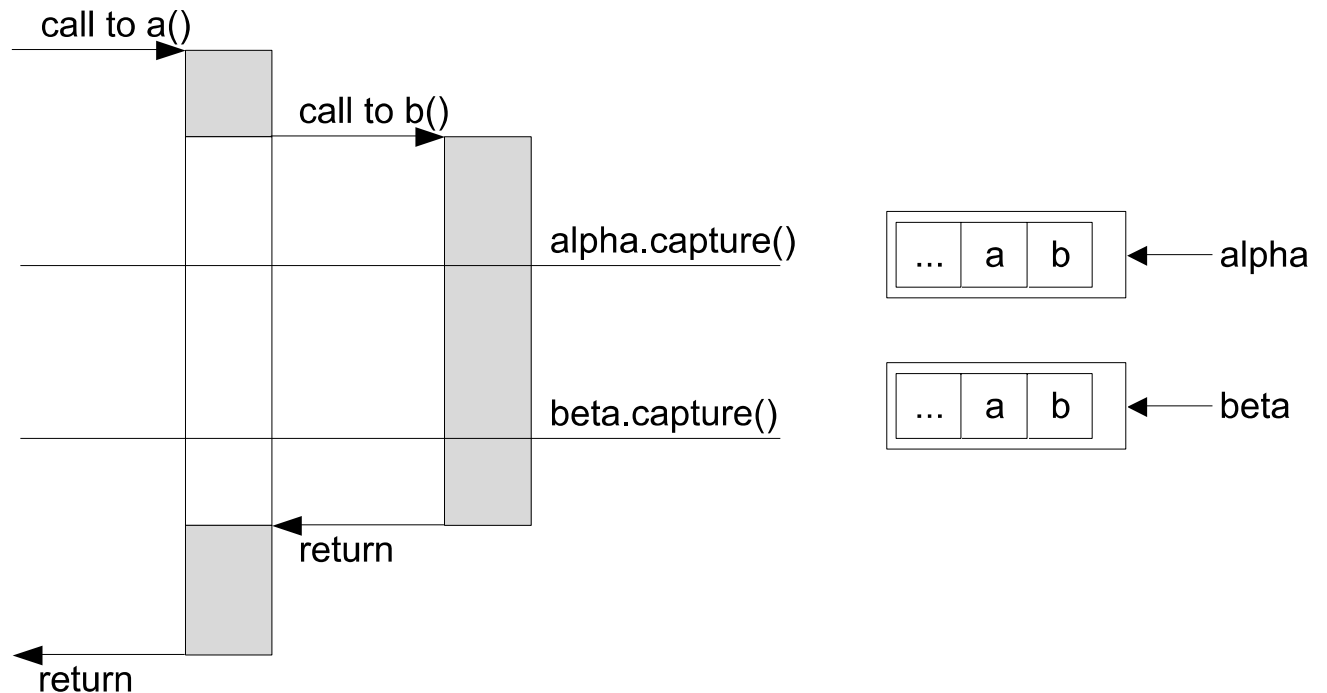 call to a()
call to b()
alpha.capture()
... a b
alpha
beta.capture()
... a b
beta
return
return